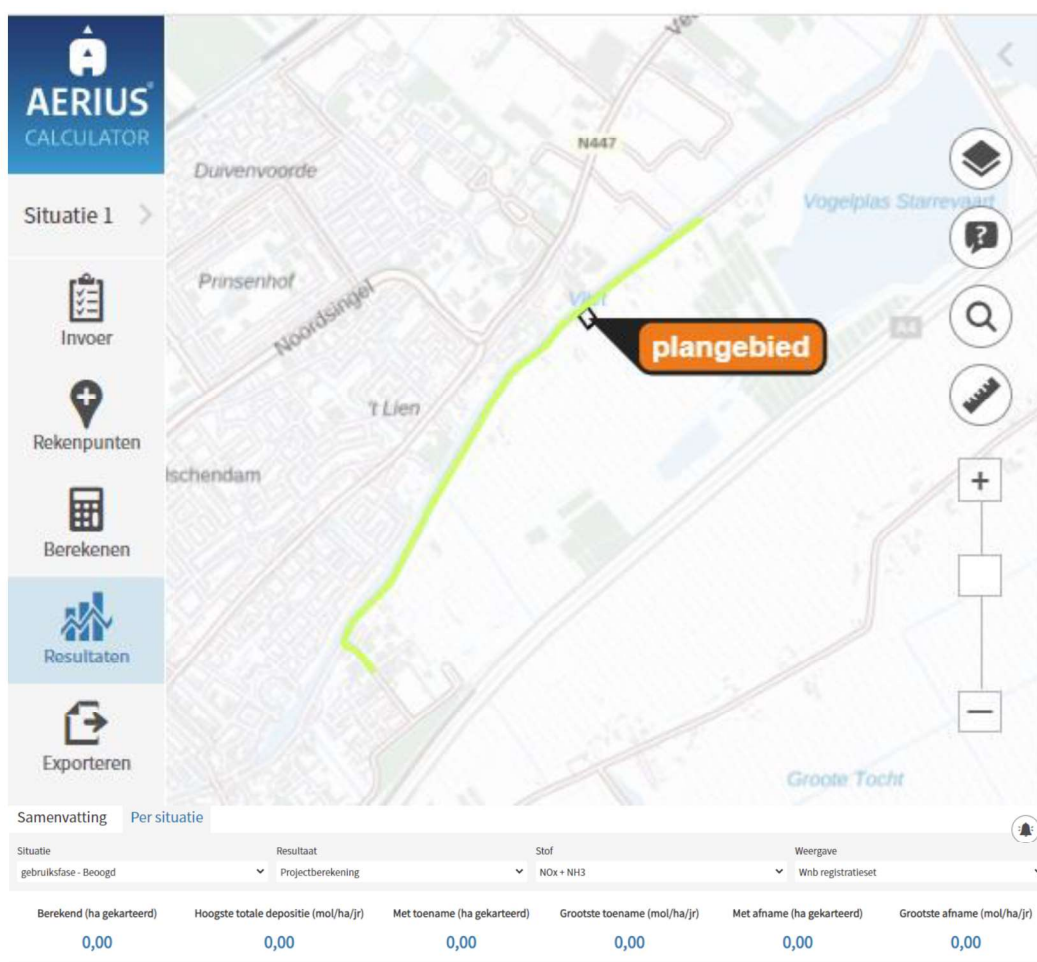 AERIUS®
CALCULATOR
Situatie 1
Invoer
Rekenpunten
Berekenen
Resultaten
Exporteren
N447
Duivenvoorde
Vogelplas Starrevaart
Prinsenhof
Noordsingel
Vliet
A4
plangebied
't Lien
schendam
Groote Tocht
Samenvatting Per situatie
Situatie Resultaat Stof Weergave
gebruiksfase - Beoogd Projectberekening NOx + NH3 Wnb registratieset
Berekend (ha gekarteerd) Hoogste totale depositie (mol/ha/jr) Met toename (ha gekarteerd) Grootste toename (mol/ha/jr) Met afname (ha gekarteerd) Grootste afname (mol/ha/jr)
0,00 0,00 0,00 0,00 0,00 0,00